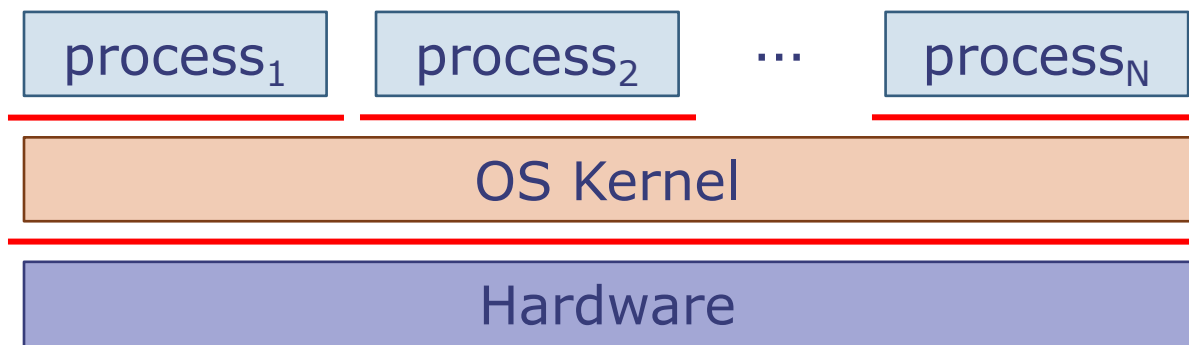 process₁ process₂ ... processN
OS Kernel
Hardware